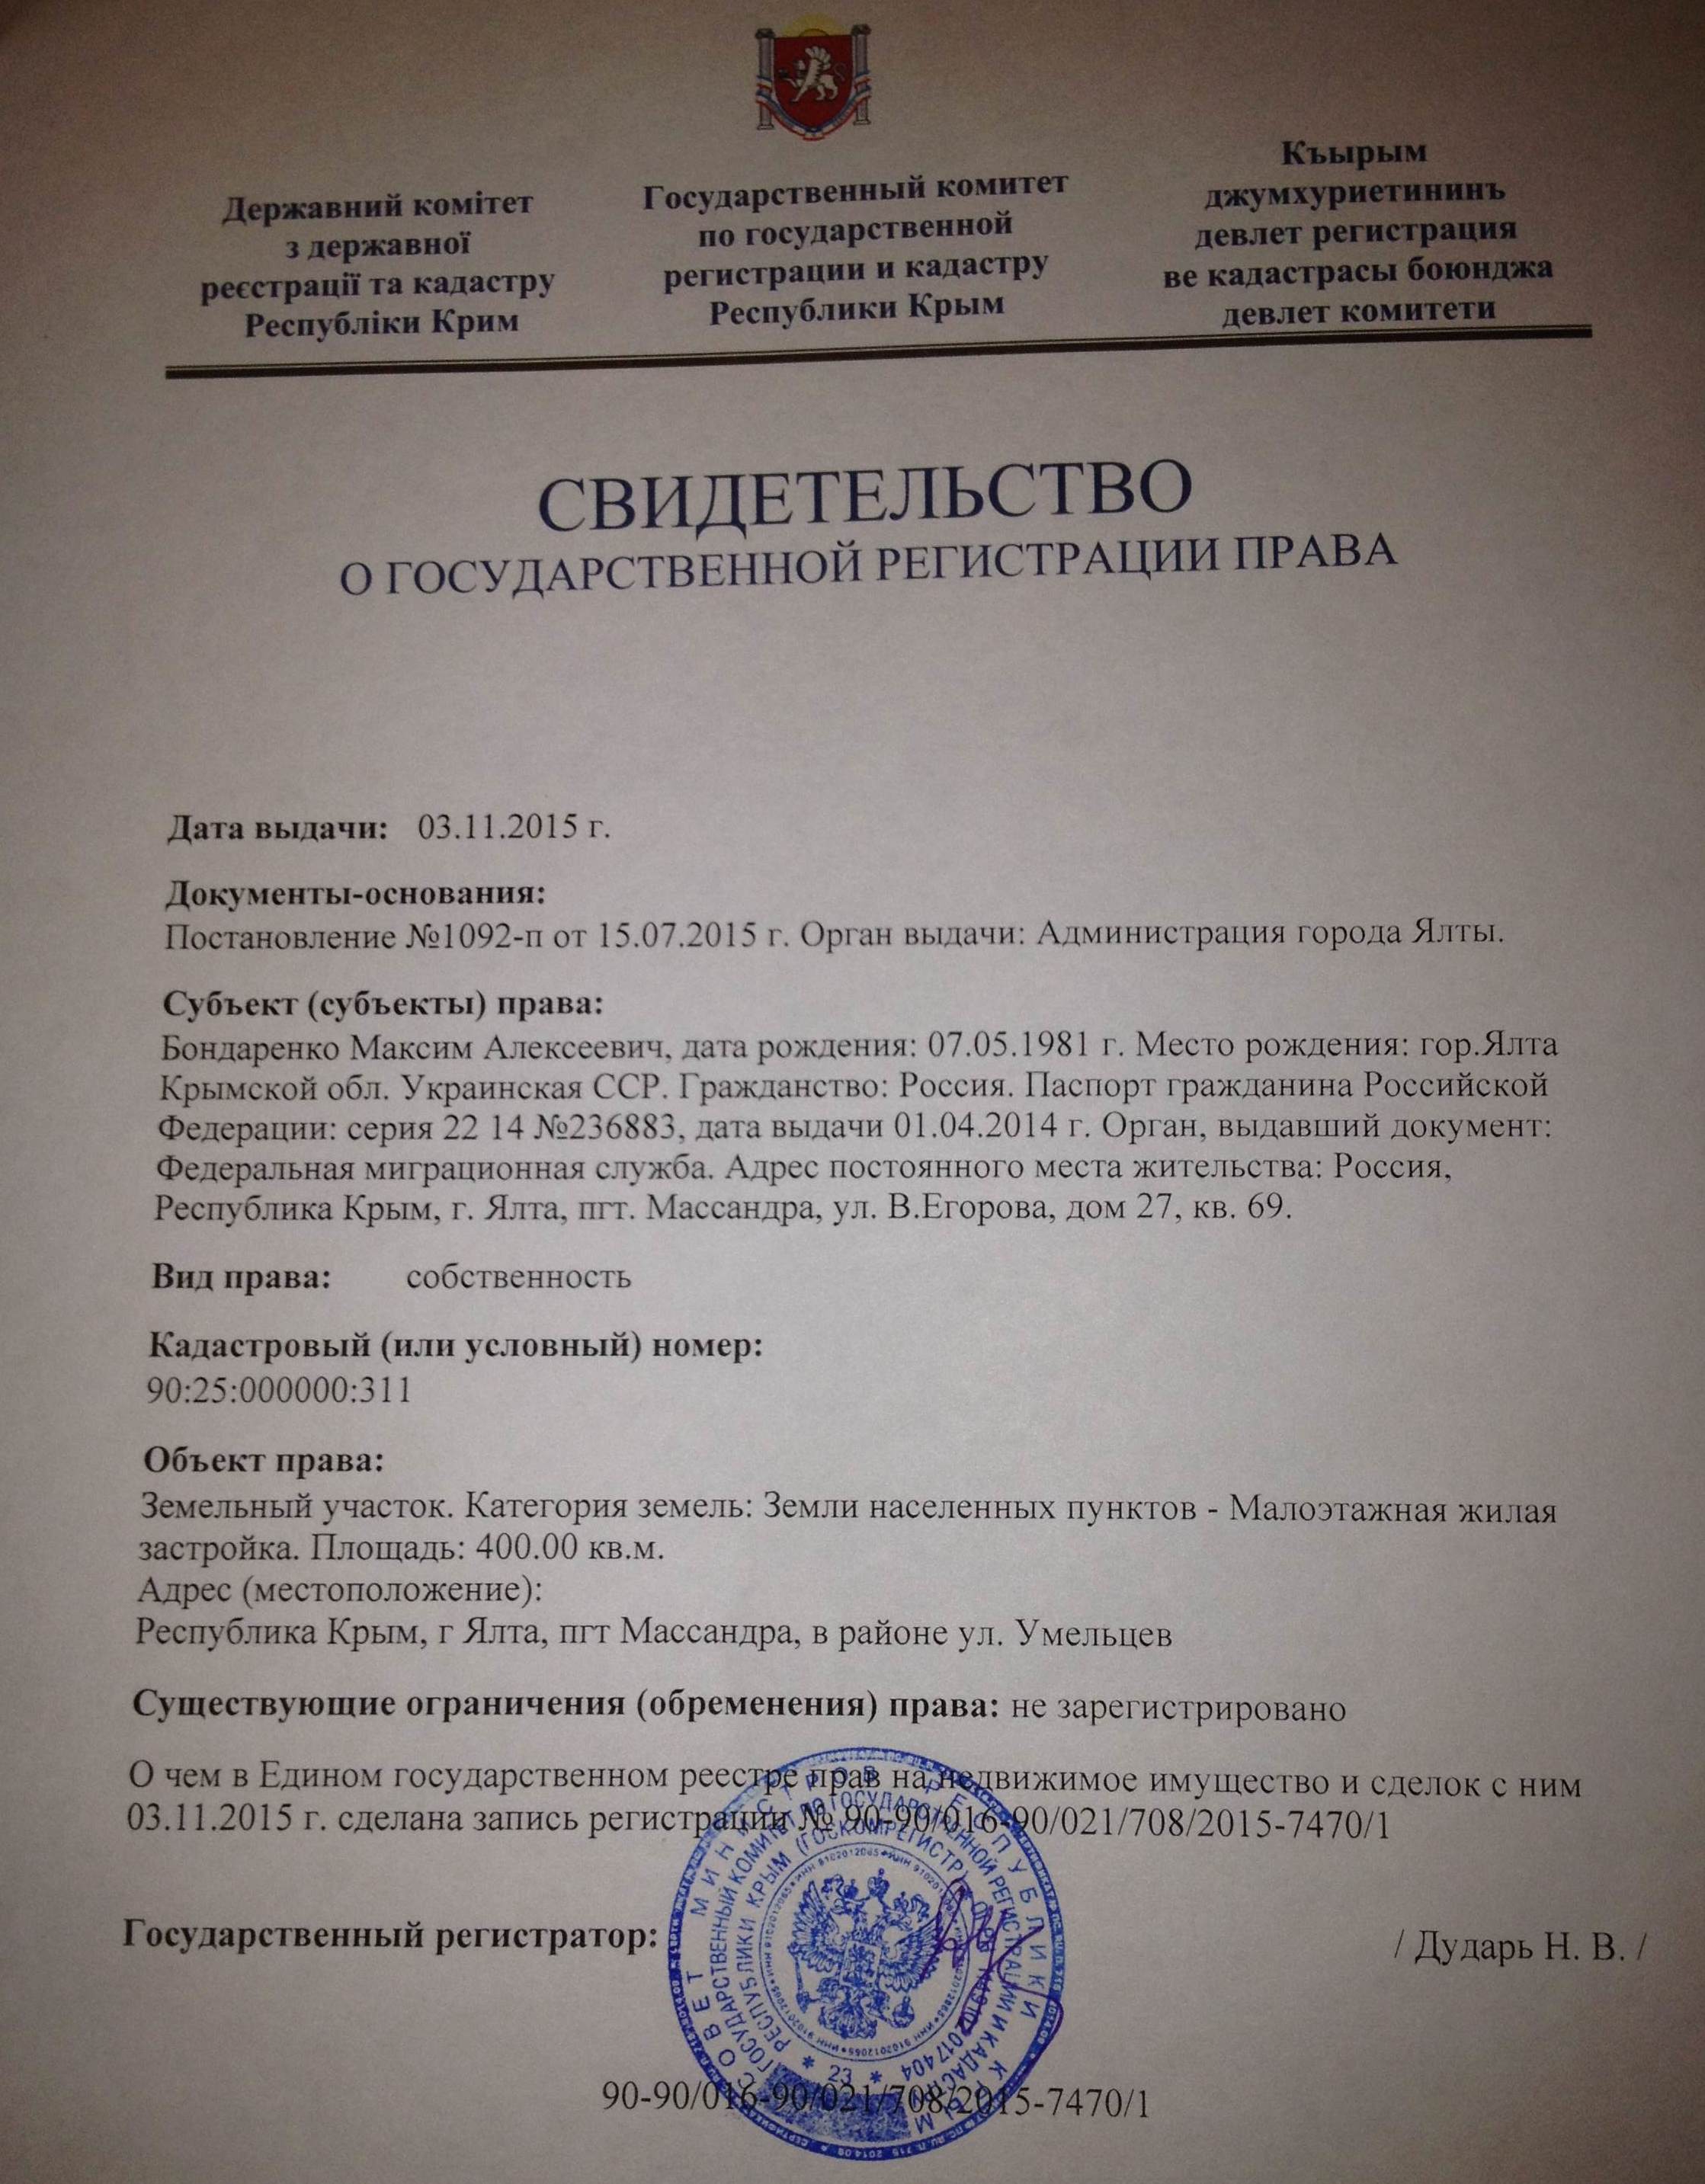 Державний комітет
з державної
реєстрації та кадастру
Республіки Крим
Государственный комитет
по государственной
регистрации и кадастру
Республики Крым
Къырым
джумхуриетининъ
девлет регистрация
ве кадастрасы боюнджа
девлет комитети
СВИДЕТЕЛЬСТВО
О ГОСУДАРСТВЕННОЙ РЕГИСТРАЦИИ ПРАВА
Дата выдачи: 03.11.2015 г.
Документы-основания:
Постановление №1092-п от 15.07.2015 г. Орган выдачи: Администрация города Ялты.
Субъект (субъекты) права:
Бондаренко Максим Алексеевич, дата рождения: 07.05.1981 г. Место рождения: гор.Ялта
Крымской обл. Украинская ССР. Гражданство: Россия. Паспорт гражданина Российской
Федерации: серия 22 14 №236883, дата выдачи 01.04.2014 г. Орган, выдавший документ:
Федеральная миграционная служба. Адрес постоянного места жительства: Россия,
Республика Крым, г. Ялта, пгт. Массандра, ул. В.Егорова, дом 27, кв. 69.
Вид права: собственность
Кадастровый (или условный) номер:
90:25:000000:311
Объект права:
Земельный участок. Категория земель: Земли населенных пунктов - Малоэтажная жилая
застройка. Площадь: 400.00 кв.м.
Адрес (местоположение):
Республика Крым, г Ялта, пгт Массандра, в районе ул. Умельцев
Существующие ограничения (обременения) права: не зарегистрировано
О чем в Едином государственном реестре прав на недвижимое имущество и сделок с ним
03.11.2015 г. сделана запись регистрации № 90-90/016-90/021/708/2015-7470/1
Государственный регистратор:
/ Дударь Н. В. /
СОВЕТ МИНИСТРОВ РЕСПУБЛИКИ КРЫМ
ГОСУДАРСТВЕННЫЙ КОМИТЕТ ПО ГОСУДАРСТВЕННОЙ РЕГИСТРАЦИИ И КАДАСТРУ
РЕСПУБЛИКИ КРЫМ (ГОСКОМРЕГИСТР)
ИНН 9102012065
* 23 *
90-90/016-90/021/708/2015-7470/1